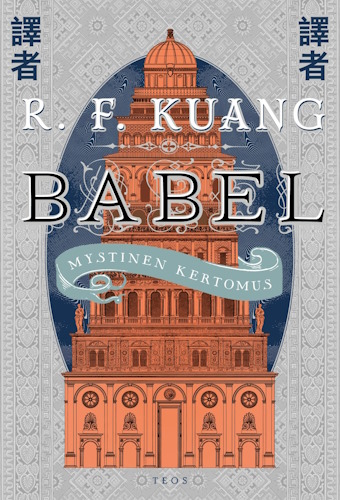 譯者
譯者
R. F. KUANG
BABEL
MYSTINEN KERTOMUS
TEOS